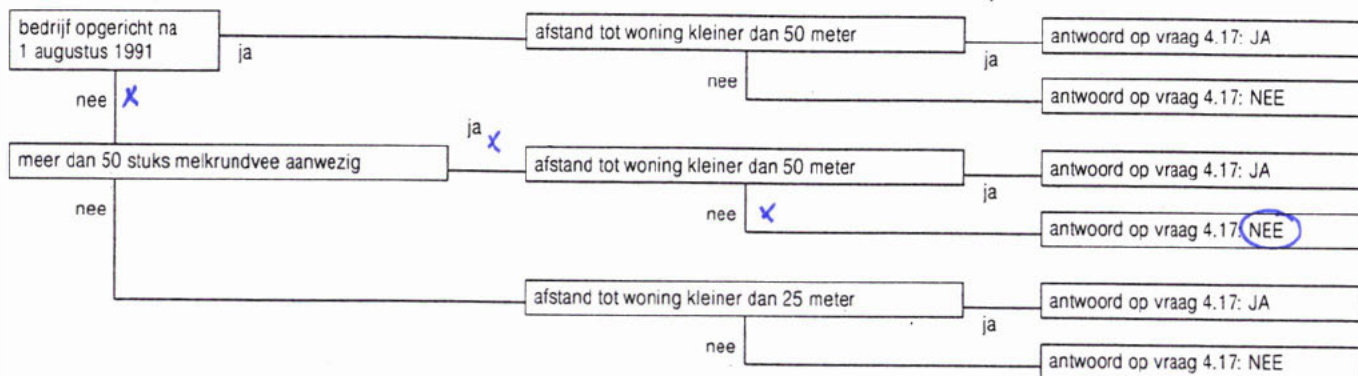 bedrijf opgericht na
1 augustus 1991
ja
afstand tot woning kleiner dan 50 meter
ja
antwoord op vraag 4.17: JA
nee
antwoord op vraag 4.17: NEE
nee X
meer dan 50 stuks melkrundvee aanwezig
ja x
afstand tot woning kleiner dan 50 meter
ja
antwoord op vraag 4.17: JA
nee x
antwoord op vraag 4.17: NEE
nee
afstand tot woning kleiner dan 25 meter
ja
antwoord op vraag 4.17: JA
nee
antwoord op vraag 4.17: NEE